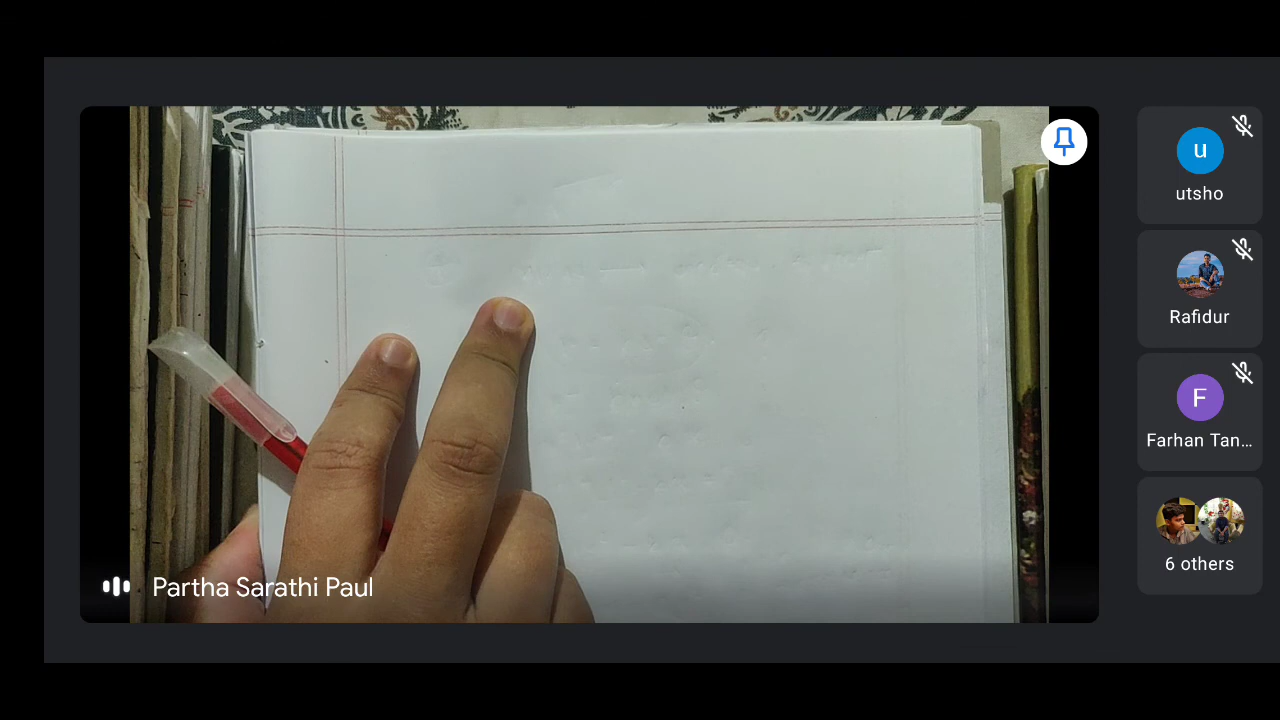 u
utsho
Rafidur
F
Farhan Tan...
6 others
Partha Sarathi Paul